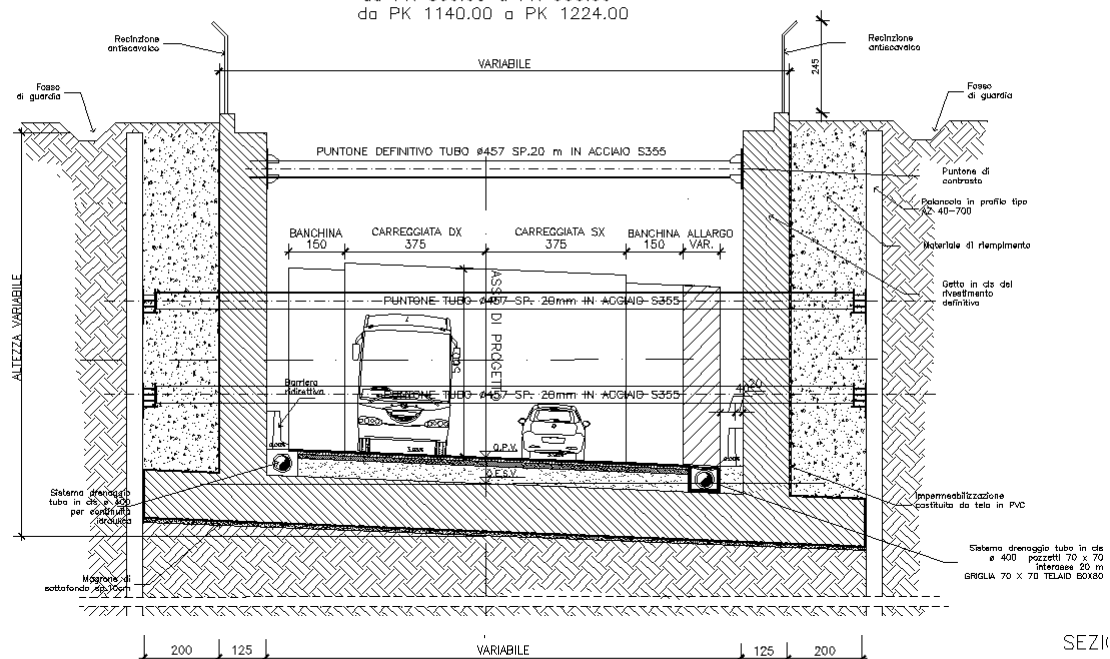 da PK 1140.00 a PK 1224.00
Recinzione
antiscavalco
Recinzione
antiscavalco
VARIABILE
245
Fosso
di guardia
Fosso
di guardia
PUNTONE DEFINITIVO TUBO ø457 SP.20 m IN ACCIAIO S355
Puntone di
contrasto
Palancola in profilo tipo
AZ 40-700
BANCHINA
150
CARREGGIATA DX
375
CARREGGIATA SX
375
BANCHINA
150
ALLARGO
VAR.
Materiale di riempimento
Getto in cls del
rivestimento
definitivo
ALTEZZA VARIABILE
ASSE DI PROGETTO
PUNTONE TUBO ø457 SP. 20mm IN ACCIAIO S355
Barriera
ridirettiva
PUNTONE TUBO ø457 SP. 20mm IN ACCIAIO S355
40
20
Q.P.V.
Q.F.S.V.
Sistema drenaggio
tubo in cls ø 400
per continuità
idraulica
Impermeabilizzazione
costituita da telo in PVC
Magrone di
sottofondo sp.10cm
Sistema drenaggio tubo in cls
ø 400 pozzetti 70 x 70
interasse 20 m
GRIGLIA 70 X 70 TELAIO 80X80
200
125
VARIABILE
125
200
SEZIO